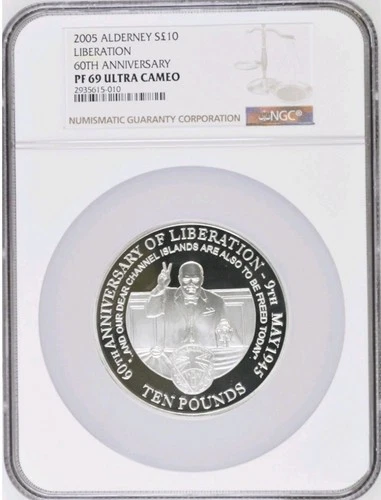 2005 ALDERNEY S£10
LIBERATION
60TH ANNIVERSARY
PF 69 ULTRA CAMEO
2935615-010
NUMISMATIC GUARANTY CORPORATION
NGC®
60TH ANNIVERSARY OF LIBERATION - 9TH MAY 1945
"..AND OUR DEAR CHANNEL ISLANDS ARE ALSO TO BE FREED TODAY"
TEN POUNDS